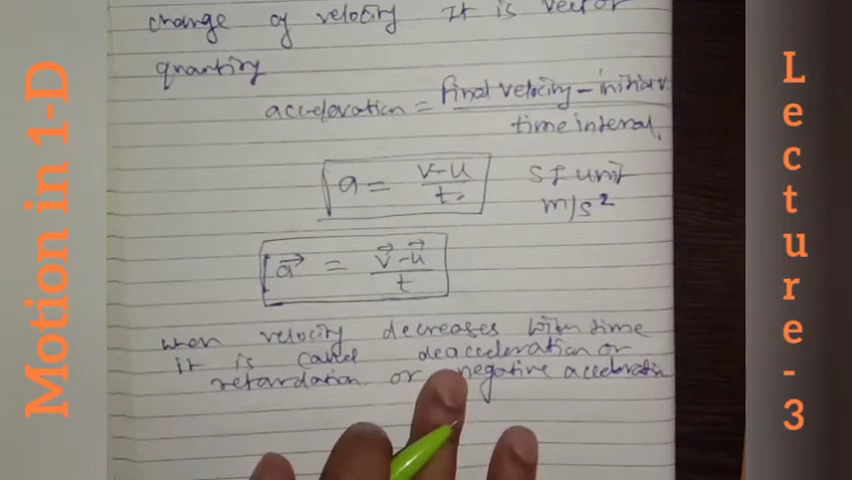 Motion in 1-D
change of velocity It is vector
quantity
acceleration = final velocity - initial v
time interval
a = v-u / t
SI unit
m/s²
a⃗ = v⃗-u⃗ / t
when velocity decreases with time
it is called deacceleration or
retardation or negative acceleration
Lecture-3